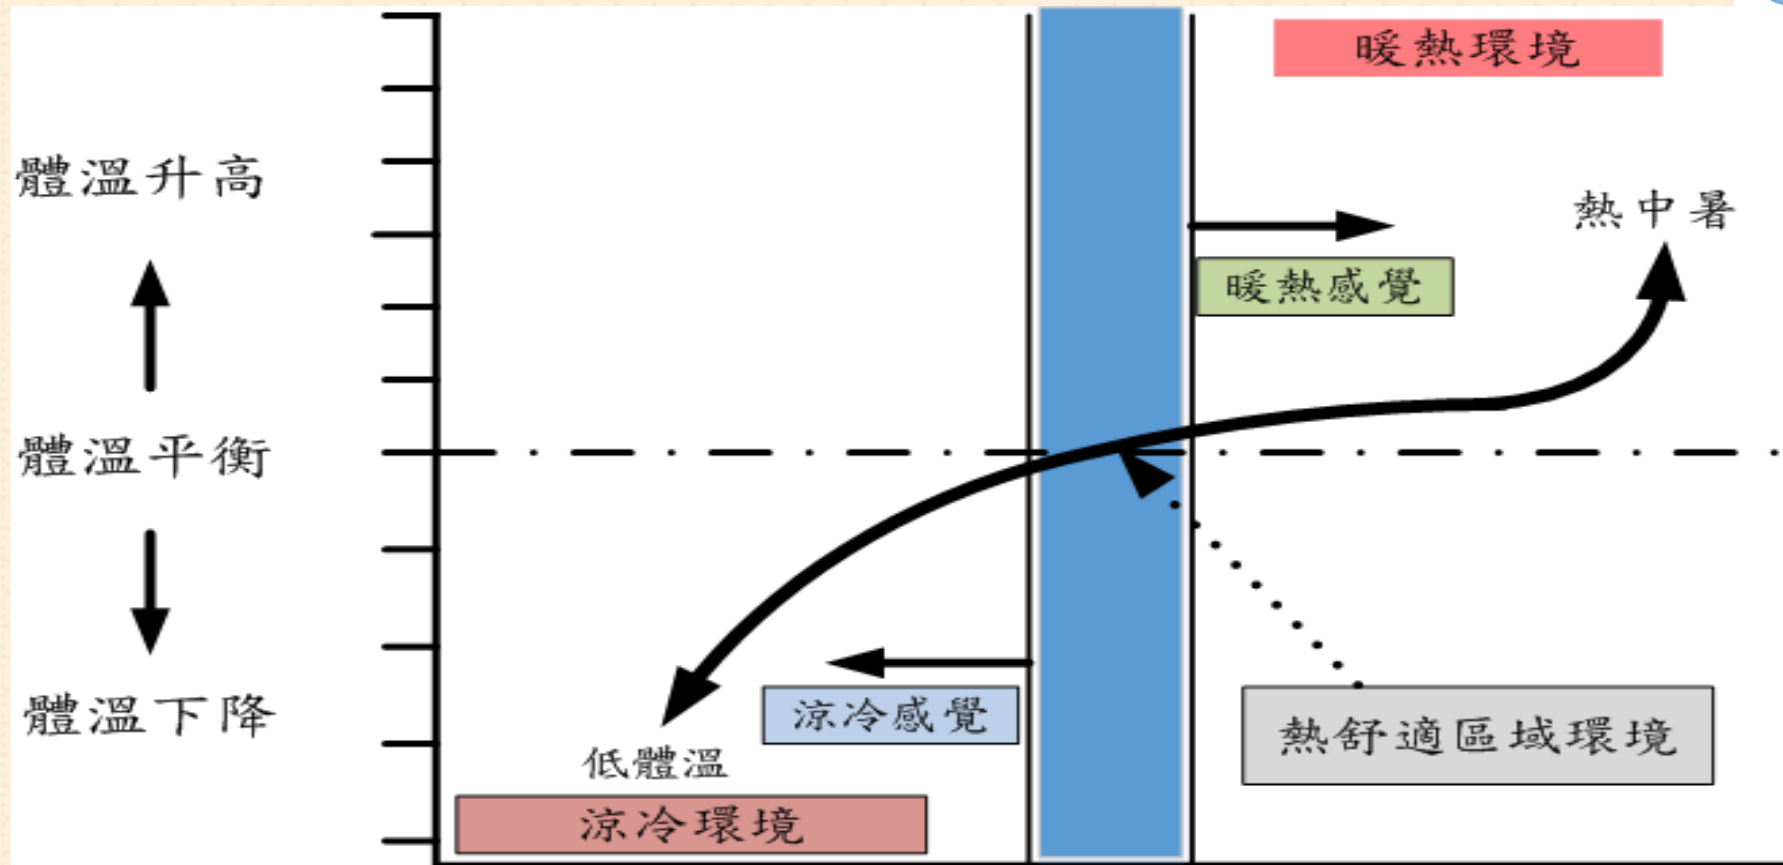 暖熱環境
體溫升高
熱中暑
暖熱感覺
體溫平衡
體溫下降
涼冷感覺
熱舒適區域環境
低體溫
涼冷環境